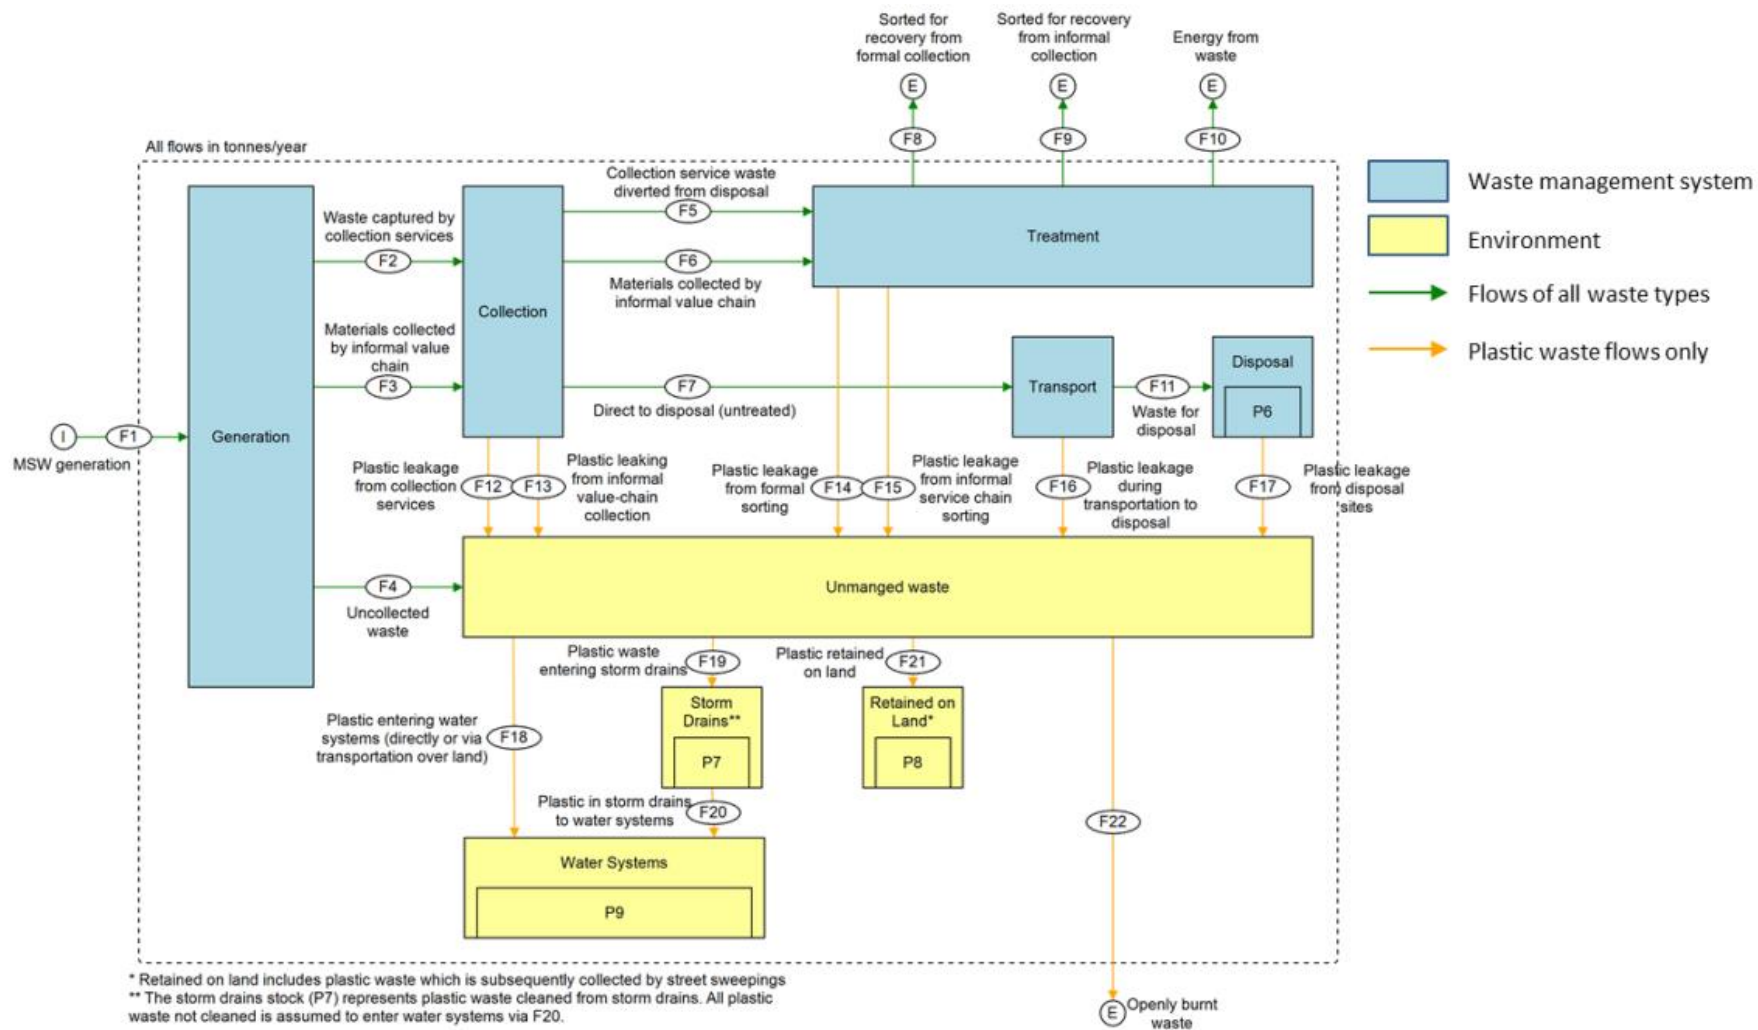 Sorted for
recovery from
formal collection
Sorted for recovery
from informal
collection
Energy from
waste
E
E
E
F8
F9
F10
All flows in tonnes/year
Collection service waste
diverted from disposal
F5
Waste captured by
collection services
F2
F6
Materials collected by
informal value chain
Treatment
Collection
Materials collected
by informal value
chain
F3
F7
Direct to disposal (untreated)
Transport
F11
Waste for
disposal
Disposal
P6
I
F1
MSW generation
Generation
Plastic leakage
from collection
services
F12
F13
Plastic leaking
from informal
value-chain
collection
Plastic leakage
from formal
sorting
F14
F15
Plastic leakage
from informal
service chain
sorting
F16
Plastic leakage
during
transportation to
disposal
F17
Plastic leakage
from disposal
sites
F4
Uncollected
waste
Unmanged waste
Plastic waste
entering storm drains
F19
Plastic retained
on land
F21
Storm
Drains**
P7
Retained on
Land*
P8
Plastic entering water
systems (directly or via
transportation over land)
F18
Plastic in storm drains
to water systems
F20
F22
Water Systems
P9
E
Openly burnt
waste
Waste management system
Environment
Flows of all waste types
Plastic waste flows only
* Retained on land includes plastic waste which is subsequently collected by street sweepings
** The storm drains stock (P7) represents plastic waste cleaned from storm drains. All plastic
waste not cleaned is assumed to enter water systems via F20.